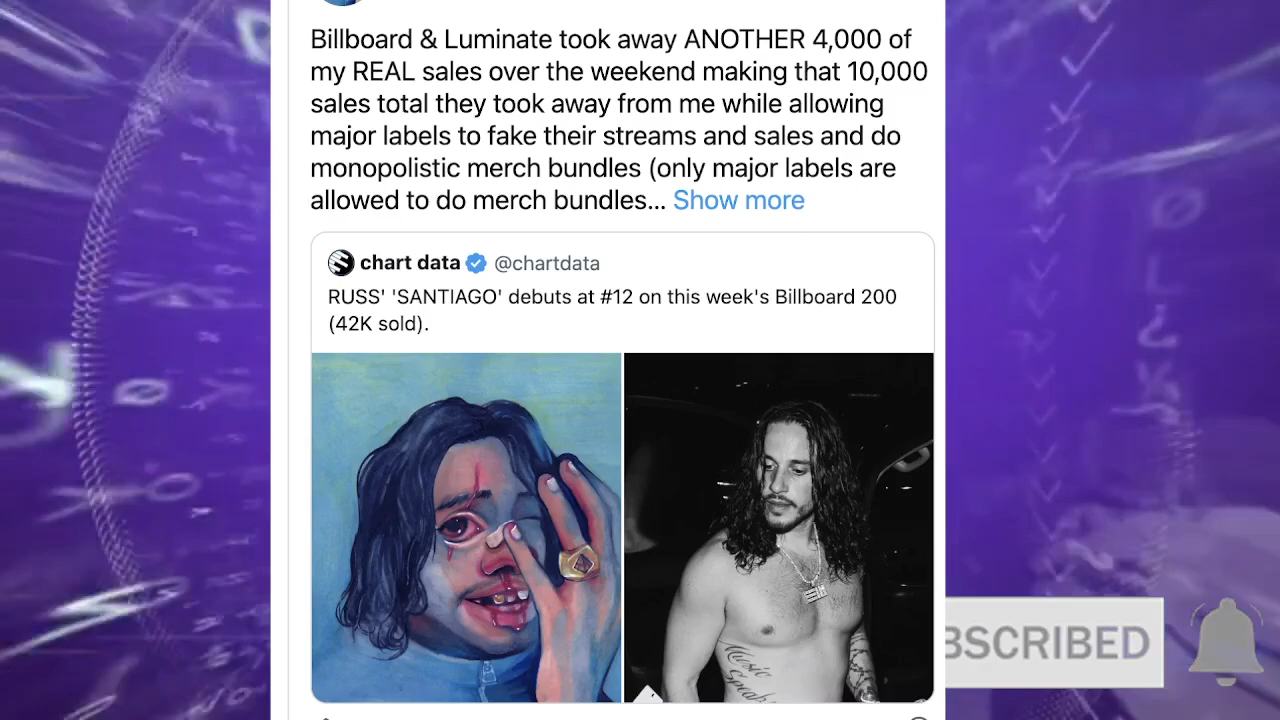 Billboard & Luminate took away ANOTHER 4,000 of
my REAL sales over the weekend making that 10,000
sales total they took away from me while allowing
major labels to fake their streams and sales and do
monopolistic merch bundles (only major labels are
allowed to do merch bundles... Show more
chart data @chartdata
RUSS' 'SANTIAGO' debuts at #12 on this week's Billboard 200
(42K sold).
Music
BSCRIBED